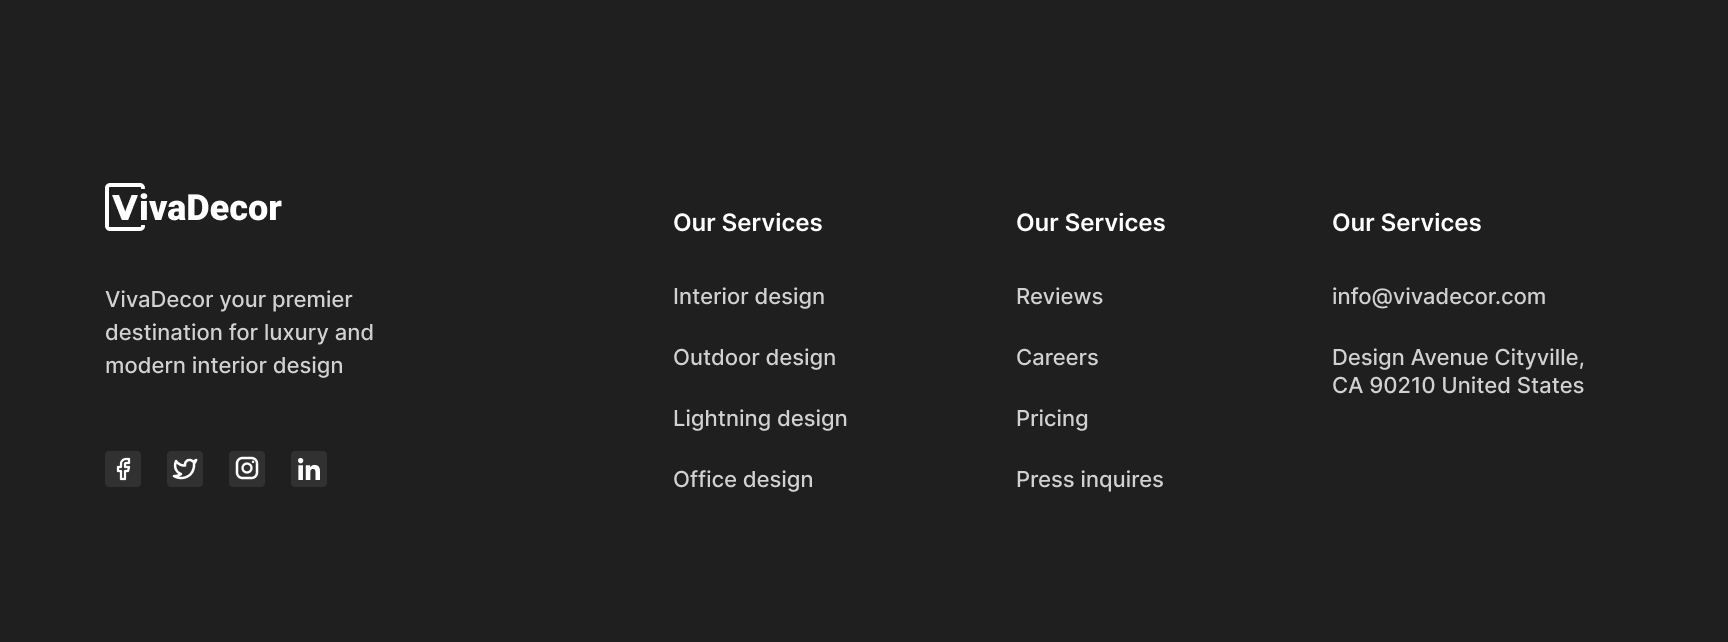 VivaDecor
VivaDecor your premier
destination for luxury and
modern interior design
Our Services
Interior design
Outdoor design
Lightning design
Office design
Our Services
Reviews
Careers
Pricing
Press inquires
Our Services
info@vivadecor.com
Design Avenue Cityville,
CA 90210 United States